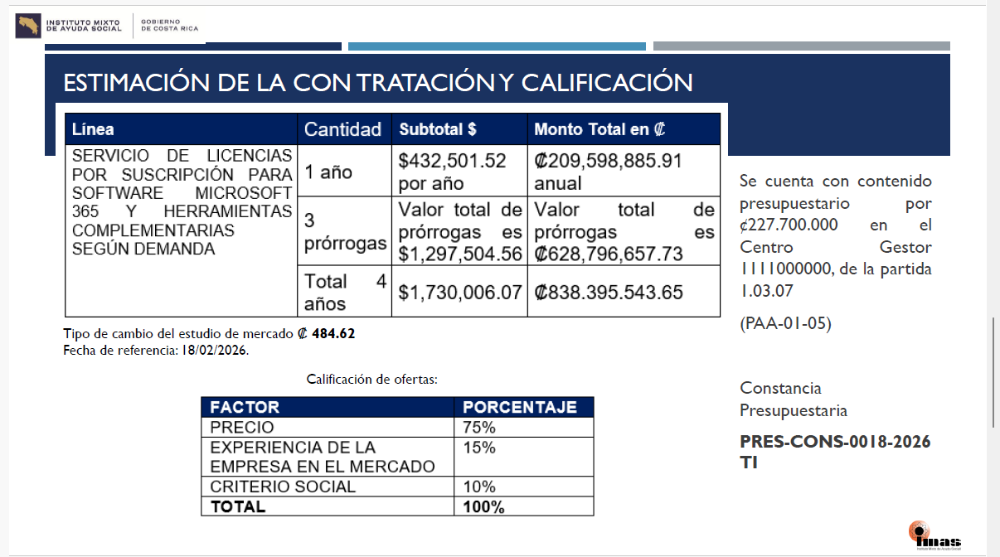 INSTITUTO MIXTO
DE AYUDA SOCIAL
GOBIERNO
DE COSTA RICA
ESTIMACIÓN DE LA CON TRATACIÓN Y CALIFICACIÓN
Línea Cantidad Subtotal $ Monto Total en ₡
SERVICIO DE LICENCIAS
POR SUSCRIPCIÓN PARA
SOFTWARE MICROSOFT
365 Y HERRAMIENTAS
COMPLEMENTARIAS
SEGÚN DEMANDA
1 año
$432,501.52
por año
₡209,598,885.91
anual
3
prórrogas
Valor total de
prórrogas es
$1,297,504.56
Valor total de
prórrogas es
₡628,796,657.73
Total 4
años
$1,730,006.07
₡838.395.543.65
Tipo de cambio del estudio de mercado ₡ 484.62
Fecha de referencia: 18/02/2026.
Calificación de ofertas:
FACTOR PORCENTAJE
PRECIO 75%
EXPERIENCIA DE LA
EMPRESA EN EL MERCADO
15%
CRITERIO SOCIAL 10%
TOTAL 100%
Se cuenta con contenido
presupuestario por
₡227.700.000 en el
Centro Gestor
1111000000, de la partida
1.03.07
(PAA-01-05)
Constancia
Presupuestaria
PRES-CONS-0018-2026
TI
imas
Instituto Mixto de Ayuda Social